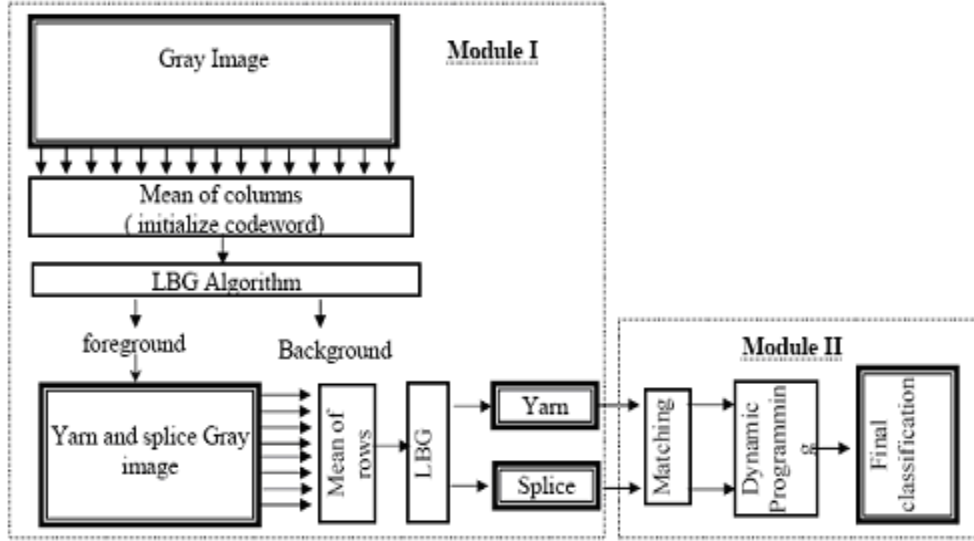 Module I
Gray Image
Mean of columns
( initialize codeword)
LBG Algorithm
foreground
Background
Yarn and splice Gray
image
Mean of
rows
LBG
Yarn
Splice
Module II
Matching
Dynamic
Programmin
g
Final
classification